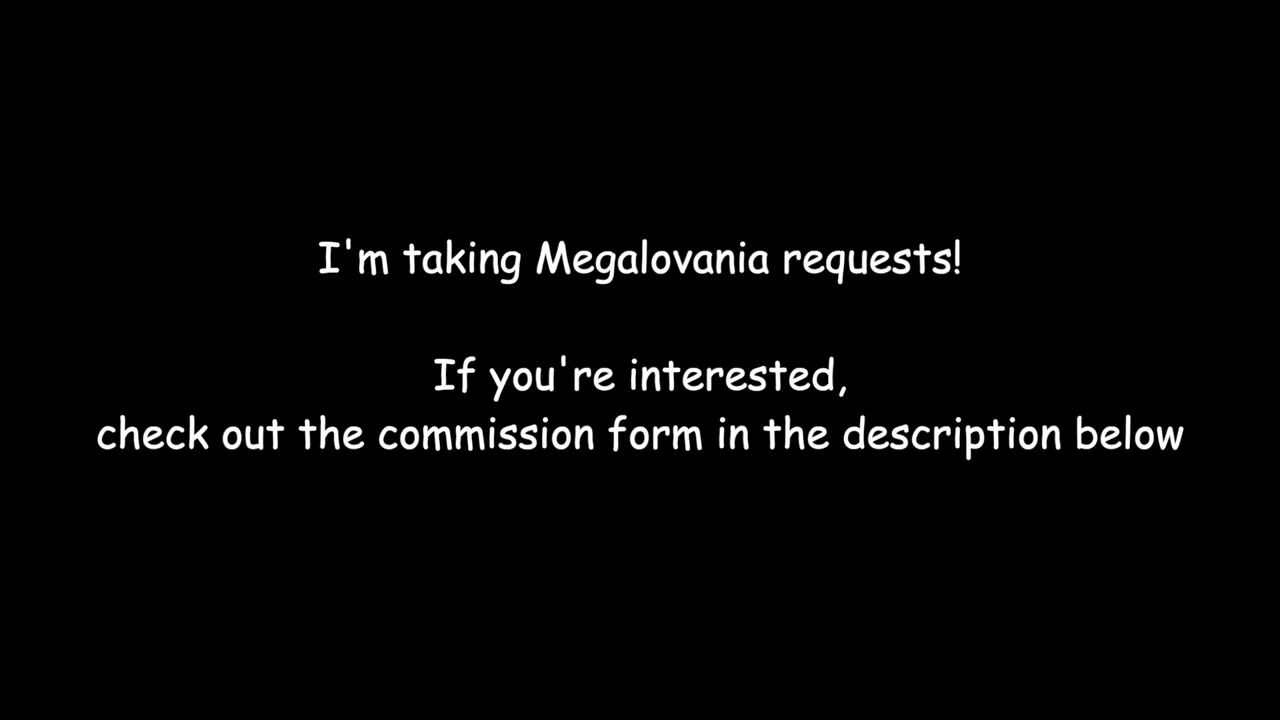 I'm taking Megalovania requests!
If you're interested,
check out the commission form in the description below